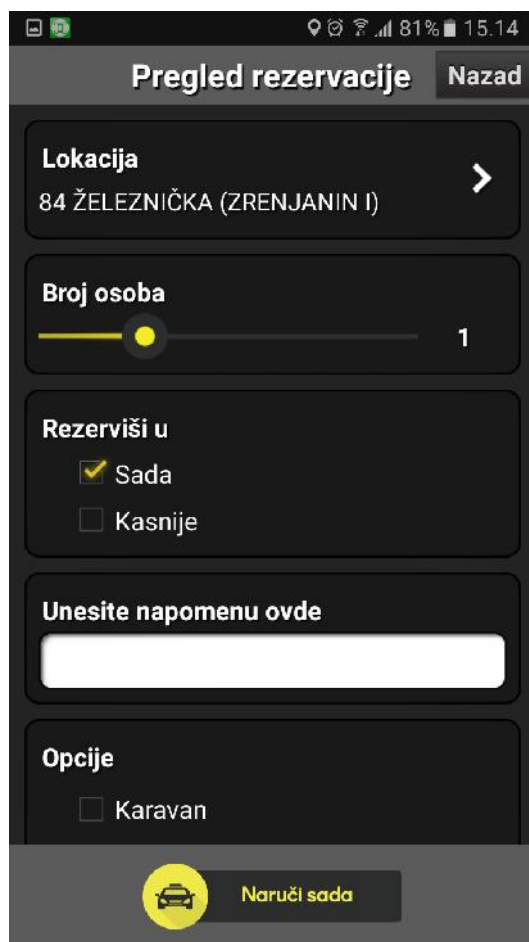 81% 15.14
Pregled rezervacije Nazad
Lokacija
84 ŽELEZNIČKA (ZRENJANIN I)
Broj osoba
1
Rezerviši u
Sada
Kasnije
Unesite napomenu ovde
Opcije
Karavan
Naruči sada